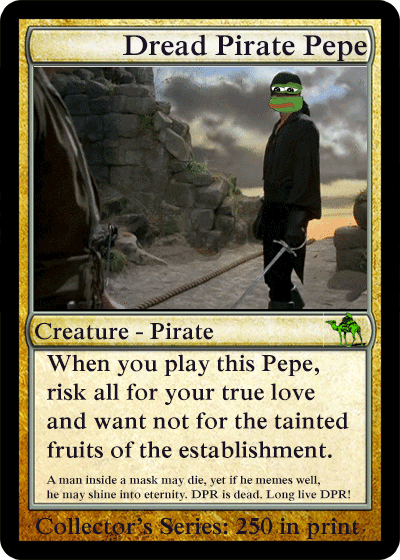 Dread Pirate Pepe
Creature - Pirate
When you play this Pepe,
risk all for your true love
and want not for the tainted
fruits of the establishment.
A man inside a mask may die, yet if he memes well,
he may shine into eternity. DPR is dead. Long live DPR!
Collector's Series: 250 in print.